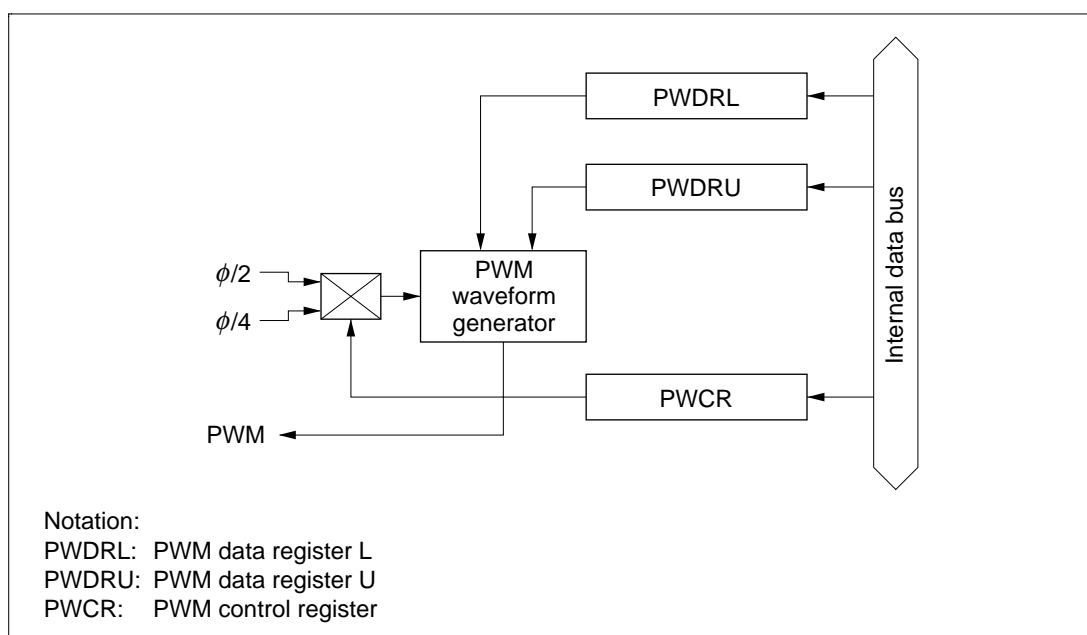 PWDRL
PWDRU
Internal data bus
ϕ/2
ϕ/4
PWM
waveform
generator
PWCR
PWM
Notation:
PWDRL: PWM data register L
PWDRU: PWM data register U
PWCR: PWM control register